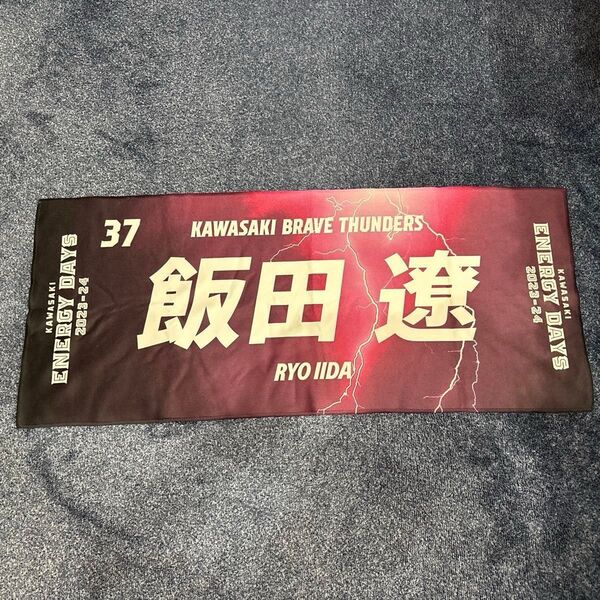 KAWASAKI
ENERGY DAYS
2023-24
37
KAWASAKI BRAVE THUNDERS
飯田 遼
RYO IIDA
KAWASAKI
ENERGY DAYS
2023-24